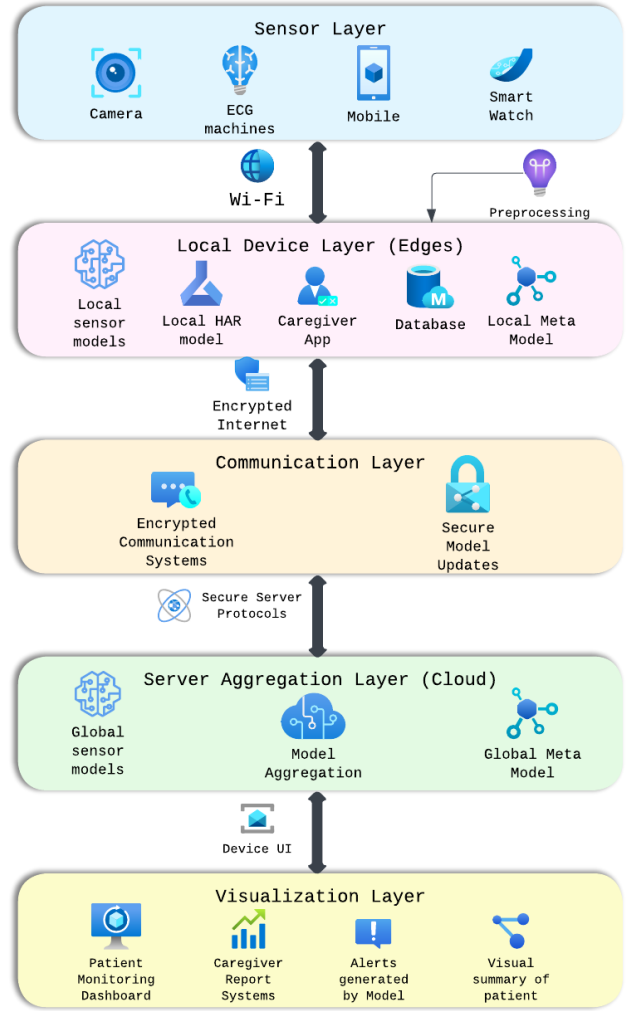 Sensor Layer
Camera
ECG
machines
Mobile
Smart
Watch
Wi-Fi
Preprocessing
Local Device Layer (Edges)
Local
sensor
models
Local HAR
model
Caregiver
App
M
Database
Local Meta
Model
Encrypted
Internet
Communication Layer
Encrypted
Communication
Systems
Secure
Model
Updates
Secure Server
Protocols
Server Aggregation Layer (Cloud)
Global
sensor
models
Model
Aggregation
Global Meta
Model
Device UI
Visualization Layer
Patient
Monitoring
Dashboard
Caregiver
Report
Systems
Alerts
generated
by Model
Visual
summary of
patient